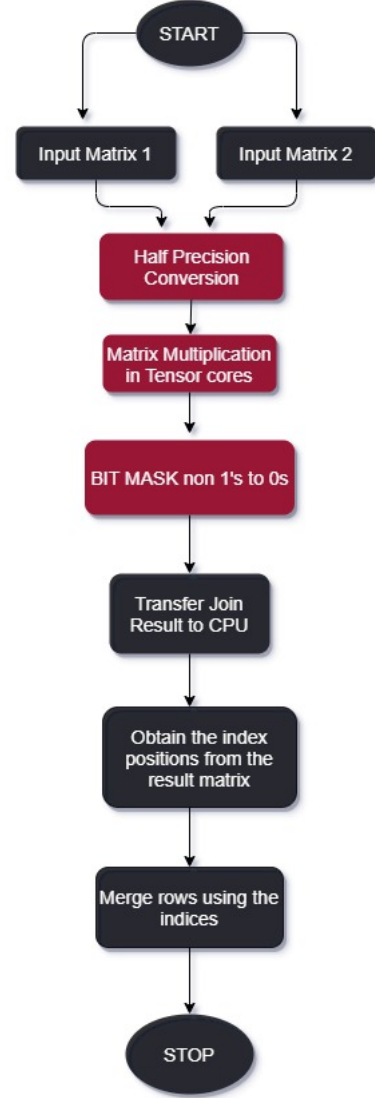 START
Input Matrix 1
Input Matrix 2
Half Precision
Conversion
Matrix Multiplication
in Tensor cores
BIT MASK non 1's to 0s
Transfer Join
Result to CPU
Obtain the index
positions from the
result matrix
Merge rows using the
indices
STOP